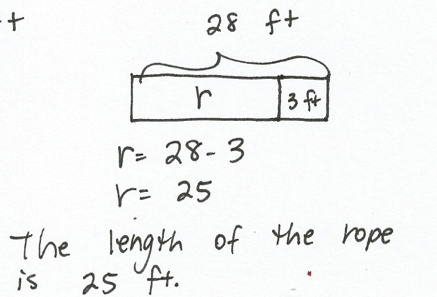 t
28 ft
r 3 ft
r= 28-3
r= 25
The length of the rope
is 25 ft.